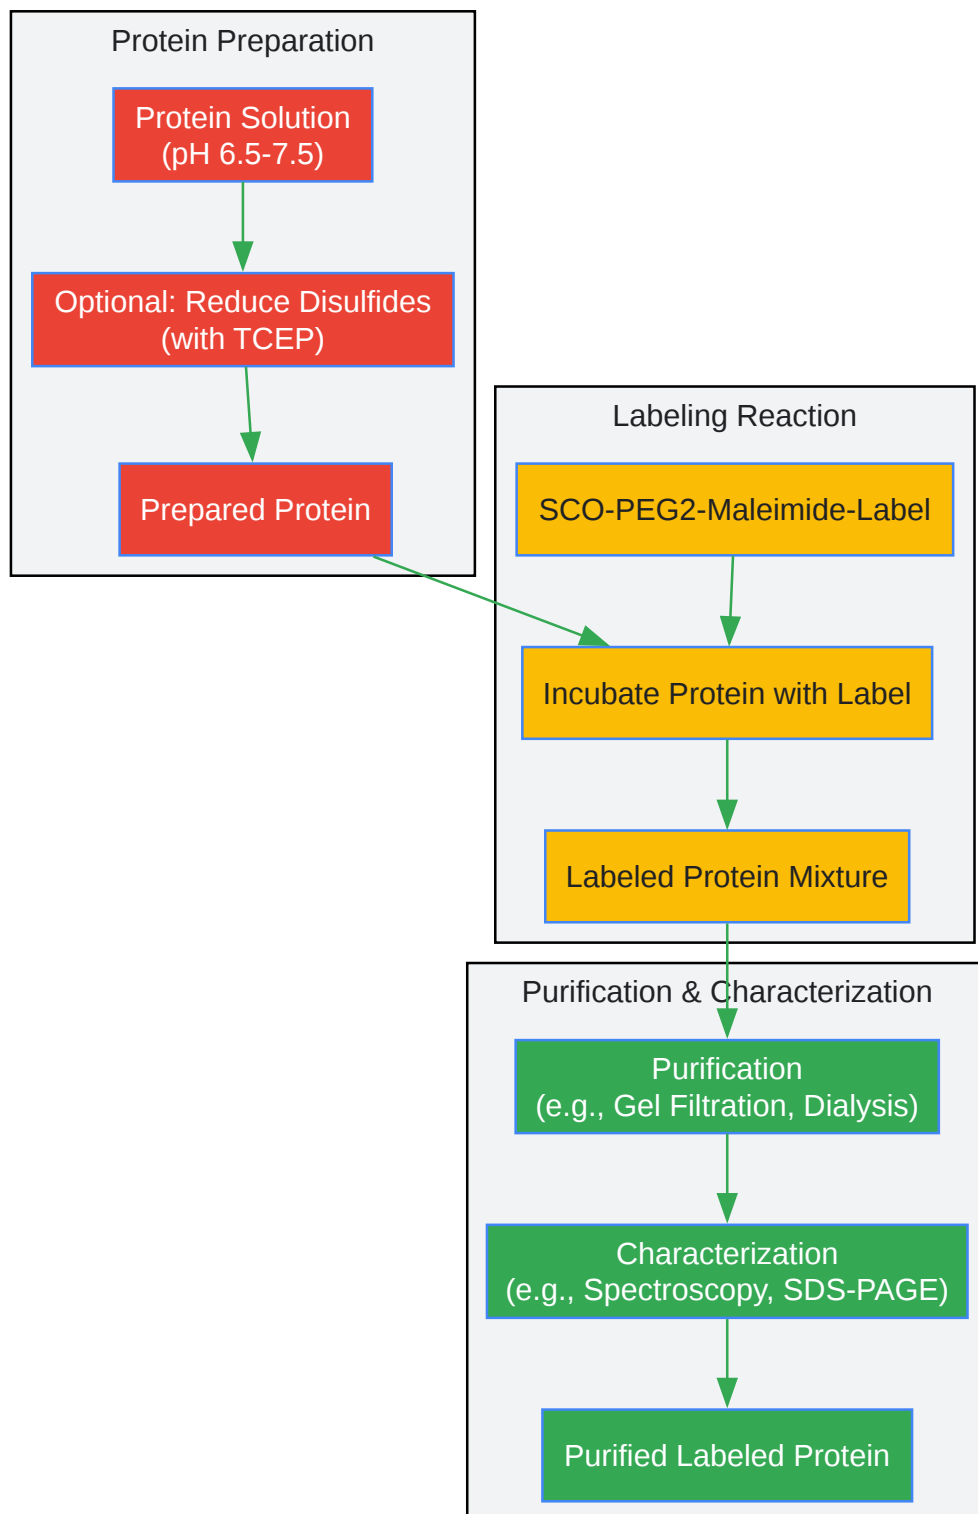 Protein Preparation
Protein Solution
(pH 6.5-7.5)
Optional: Reduce Disulfides
(with TCEP)
Prepared Protein
Labeling Reaction
SCO-PEG2-Maleimide-Label
Incubate Protein with Label
Labeled Protein Mixture
Purification & Characterization
Purification
(e.g., Gel Filtration, Dialysis)
Characterization
(e.g., Spectroscopy, SDS-PAGE)
Purified Labeled Protein